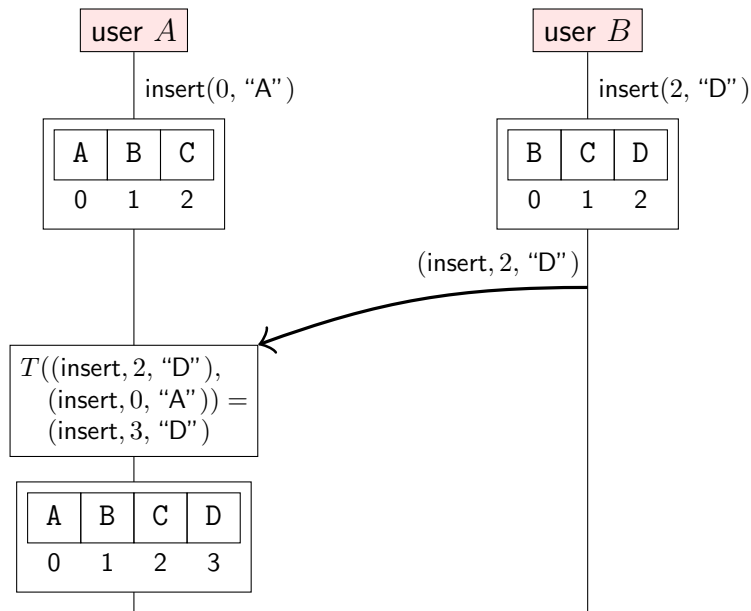 user A
user B
insert(0, “A”)
insert(2, “D”)
A B C
0 1 2
B C D
0 1 2
(insert, 2, “D”)
T((insert, 2, “D”),
(insert, 0, “A”)) =
(insert, 3, “D”)
A B C D
0 1 2 3